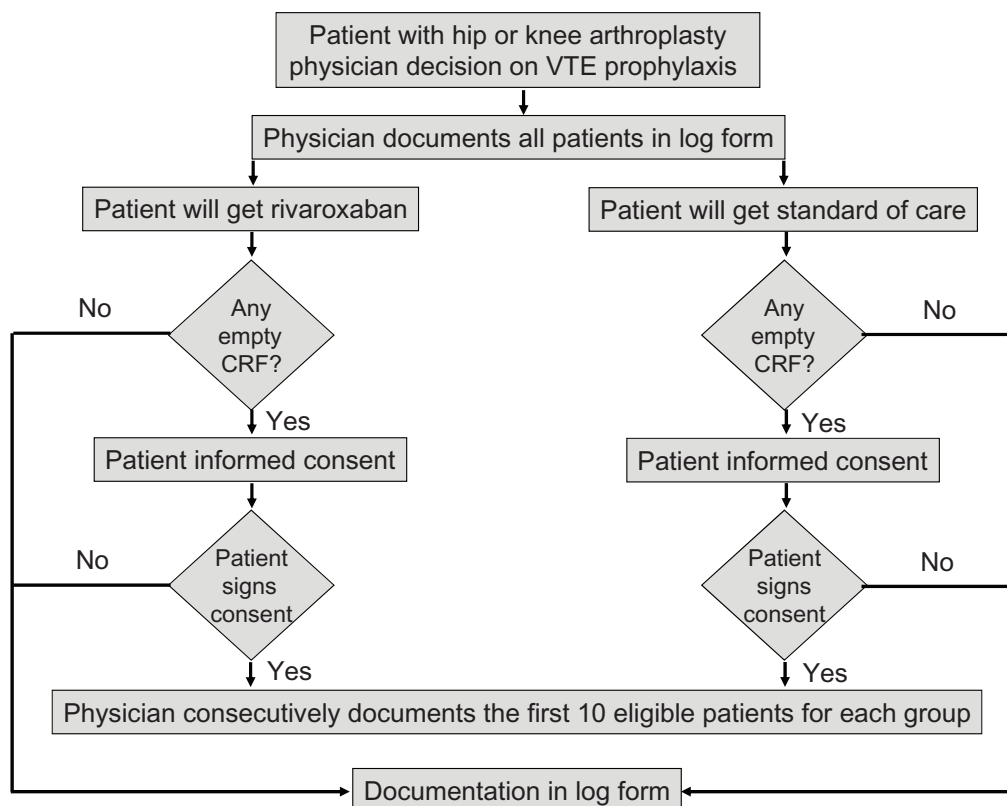 Patient with hip or knee arthroplasty
physician decision on VTE prophylaxis
Physician documents all patients in log form
Patient will get rivaroxaban
Patient will get standard of care
No
Any
empty
CRF?
Any
empty
CRF?
No
Yes
Yes
Patient informed consent
Patient informed consent
No
Patient
signs
consent
Patient
signs
consent
No
Yes
Yes
Physician consecutively documents the first 10 eligible patients for each group
Documentation in log form